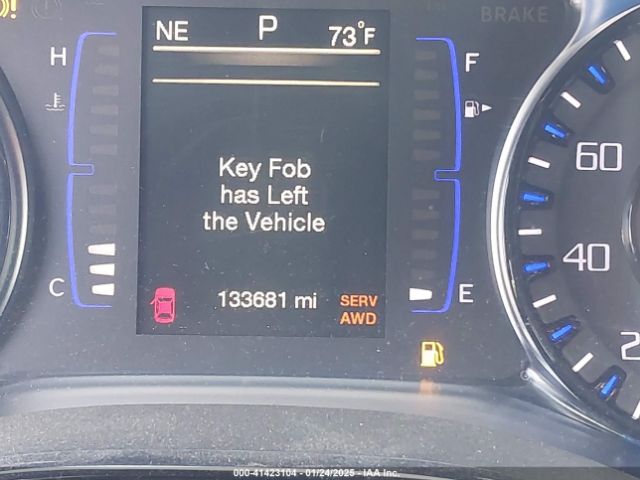 BRAKE
NE P 73°F
H
F
60
Key Fob
has Left
the Vehicle
40
C
133681 mi
SERV
AWD
E
2
000-41423104 - 01/24/2025 - IAA Inc.